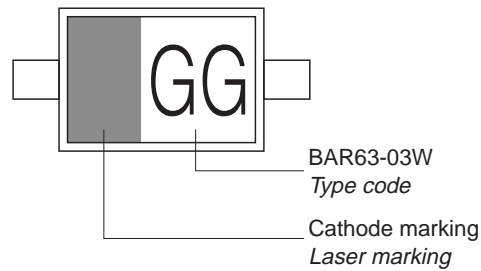 GG
BAR63-03W
Type code
Cathode marking
Laser marking